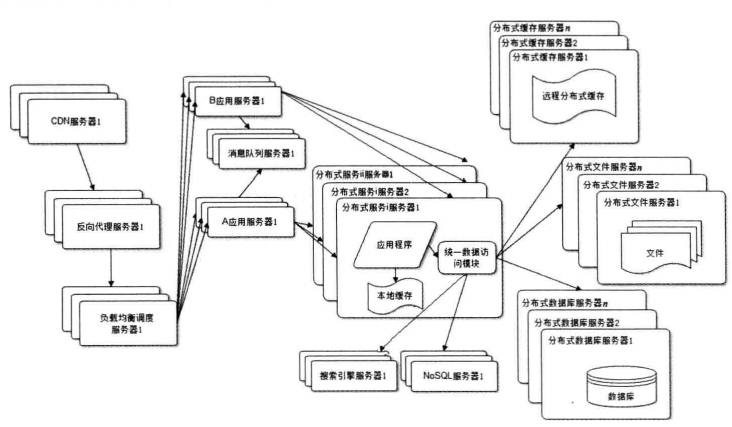 CDN服务器1
反向代理服务器1
负载均衡调度
服务器1
B应用服务器1
消息队列服务器1
A应用服务器1
分布式服务ii服务器1
分布式服务i服务器2
分布式服务i服务器1
应用程序
统一数据访
问模块
本地缓存
搜索引擎服务器1
NoSQL服务器1
分布式缓存服务器n
分布式缓存服务器2
分布式缓存服务器1
远程分布式缓存
分布式文件服务器n
分布式文件服务器2
分布式文件服务器1
文件
分布式数据库服务器n
分布式数据库服务器2
分布式数据库服务器1
数据库